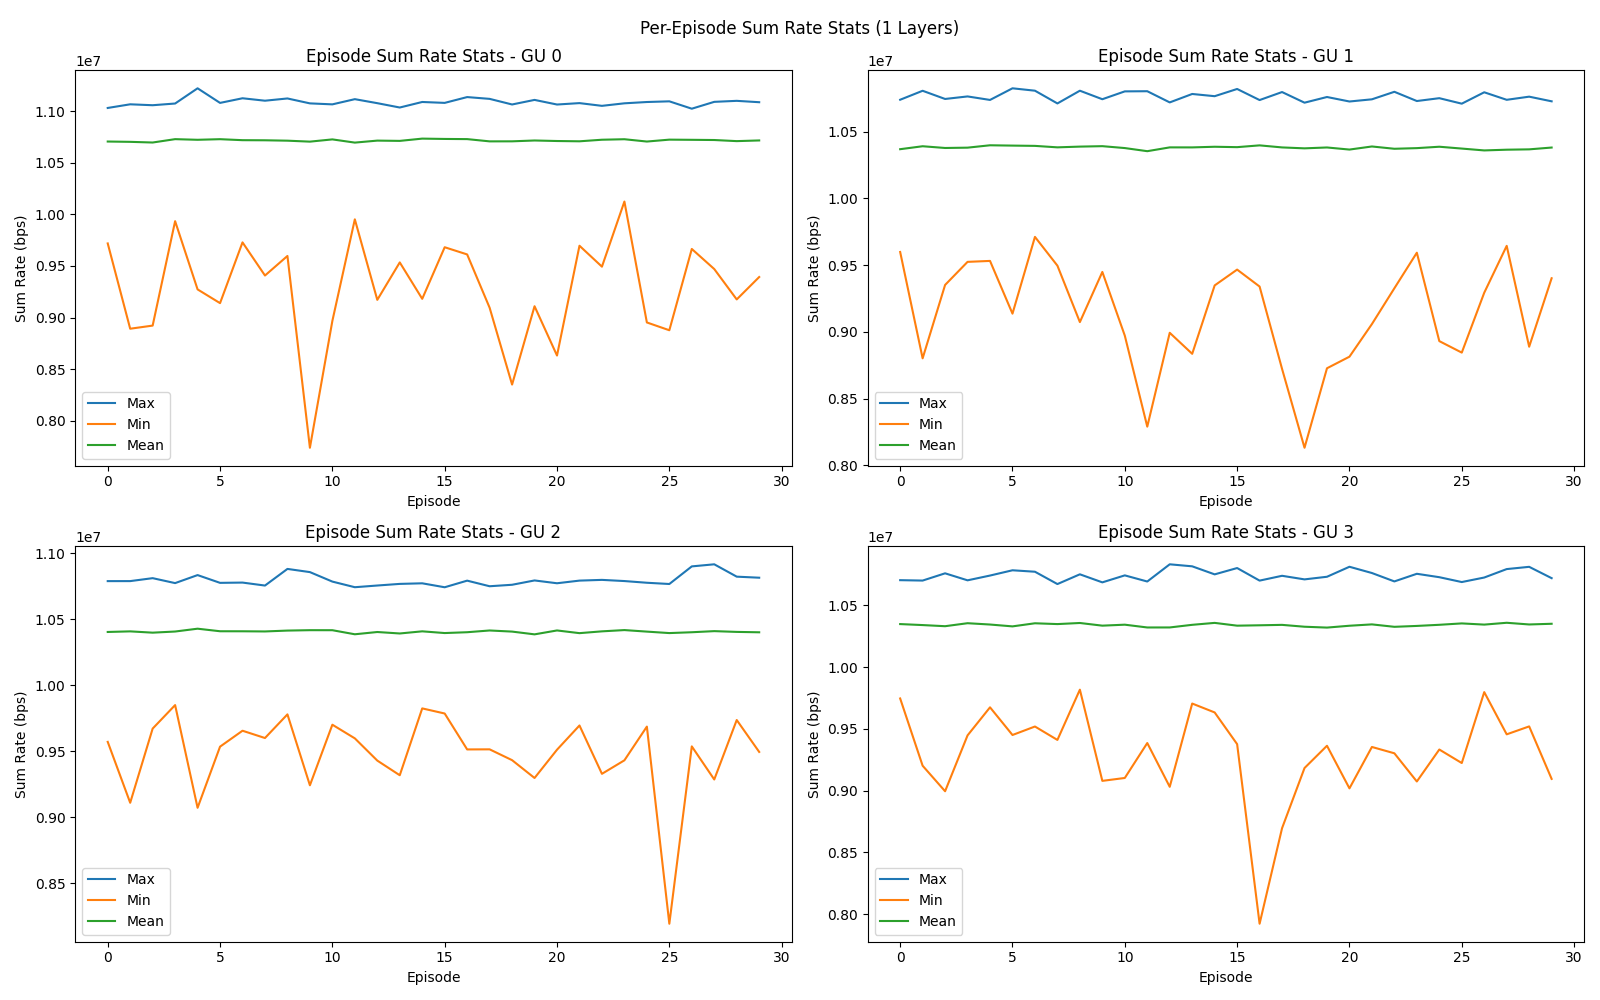 Per-Episode Sum Rate Stats (1 Layers)
Episode Sum Rate Stats - GU 0
1e7
1.10
1.05
1.00
0.95
0.90
0.85
0.80
Sum Rate (bps)
Max
Min
Mean
0 5 10 15 20 25 30
Episode
Episode Sum Rate Stats - GU 1
1e7
1.05
1.00
0.95
0.90
0.85
0.80
Sum Rate (bps)
Max
Min
Mean
0 5 10 15 20 25 30
Episode
Episode Sum Rate Stats - GU 2
1e7
1.10
1.05
1.00
0.95
0.90
0.85
Sum Rate (bps)
Max
Min
Mean
0 5 10 15 20 25 30
Episode
Episode Sum Rate Stats - GU 3
1e7
1.05
1.00
0.95
0.90
0.85
0.80
Sum Rate (bps)
Max
Min
Mean
0 5 10 15 20 25 30
Episode